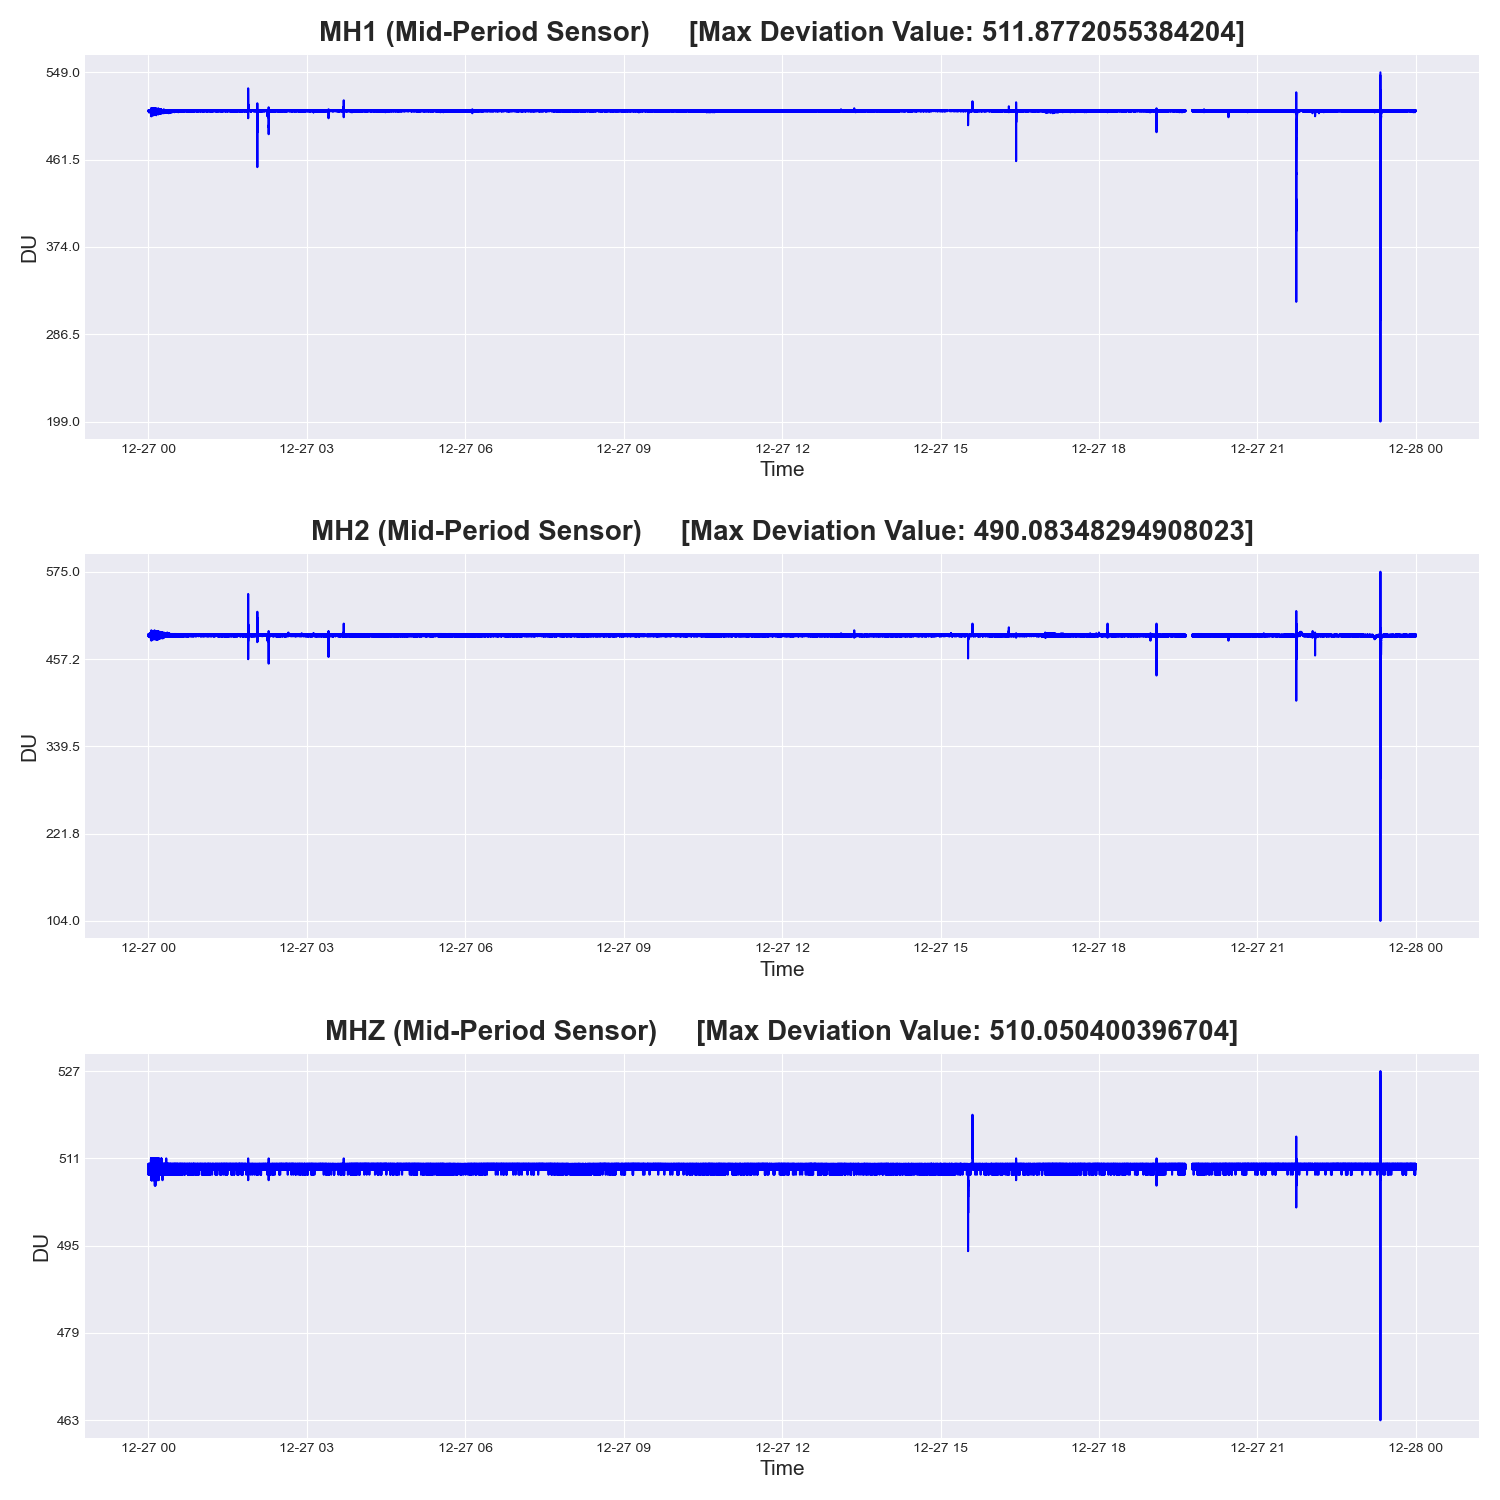 MH1 (Mid-Period Sensor) [Max Deviation Value: 511.8772055384204]
549.0
461.5
374.0
286.5
199.0
DU
12-27 00 12-27 03 12-27 06 12-27 09 12-27 12 12-27 15 12-27 18 12-27 21 12-28 00
Time
MH2 (Mid-Period Sensor) [Max Deviation Value: 490.08348294908023]
575.0
457.2
339.5
221.8
104.0
DU
12-27 00 12-27 03 12-27 06 12-27 09 12-27 12 12-27 15 12-27 18 12-27 21 12-28 00
Time
MHZ (Mid-Period Sensor) [Max Deviation Value: 510.050400396704]
527
511
495
479
463
DU
12-27 00 12-27 03 12-27 06 12-27 09 12-27 12 12-27 15 12-27 18 12-27 21 12-28 00
Time